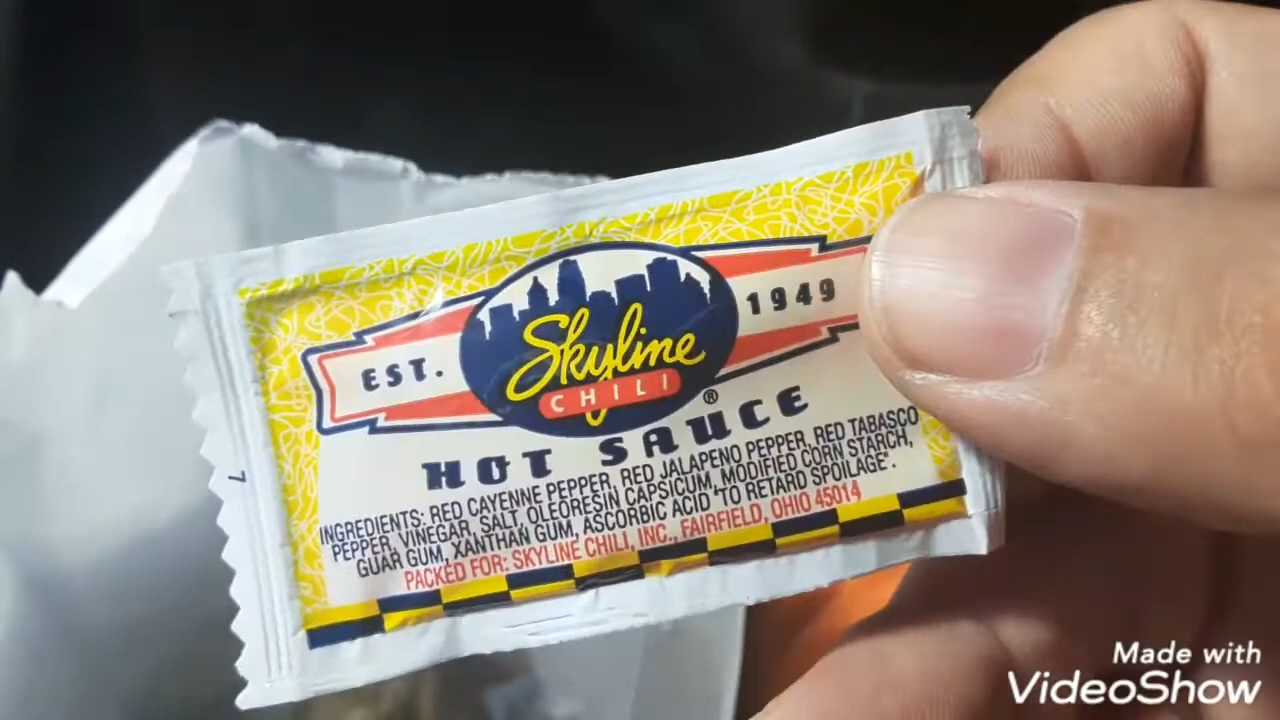 EST.
Skyline
CHILI
®
1949
HOT SAUCE
INGREDIENTS: RED CAYENNE PEPPER, RED JALAPENO PEPPER, RED TABASCO
PEPPER, VINEGAR, SALT, OLEORESIN CAPSICUM, MODIFIED CORN STARCH,
GUAR GUM, XANTHAN GUM, ASCORBIC ACID "TO RETARD SPOILAGE".
PACKED FOR: SKYLINE CHILI, INC., FAIRFIELD, OHIO 45014
7
Made with
VideoShow